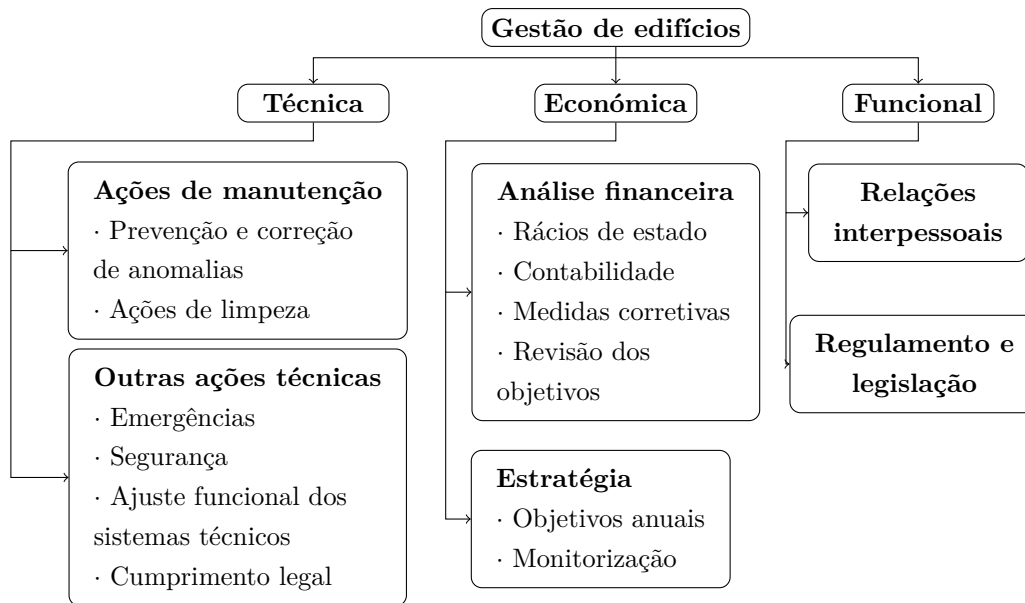 Gestão de edifícios
Técnica
Económica
Funcional
Ações de manutenção
· Prevenção e correção
de anomalias
· Ações de limpeza
Outras ações técnicas
· Emergências
· Segurança
· Ajuste funcional dos
sistemas técnicos
· Cumprimento legal
Análise financeira
· Rácios de estado
· Contabilidade
· Medidas corretivas
· Revisão dos
objetivos
Estratégia
· Objetivos anuais
· Monitorização
Relações
interpessoais
Regulamento e
legislação